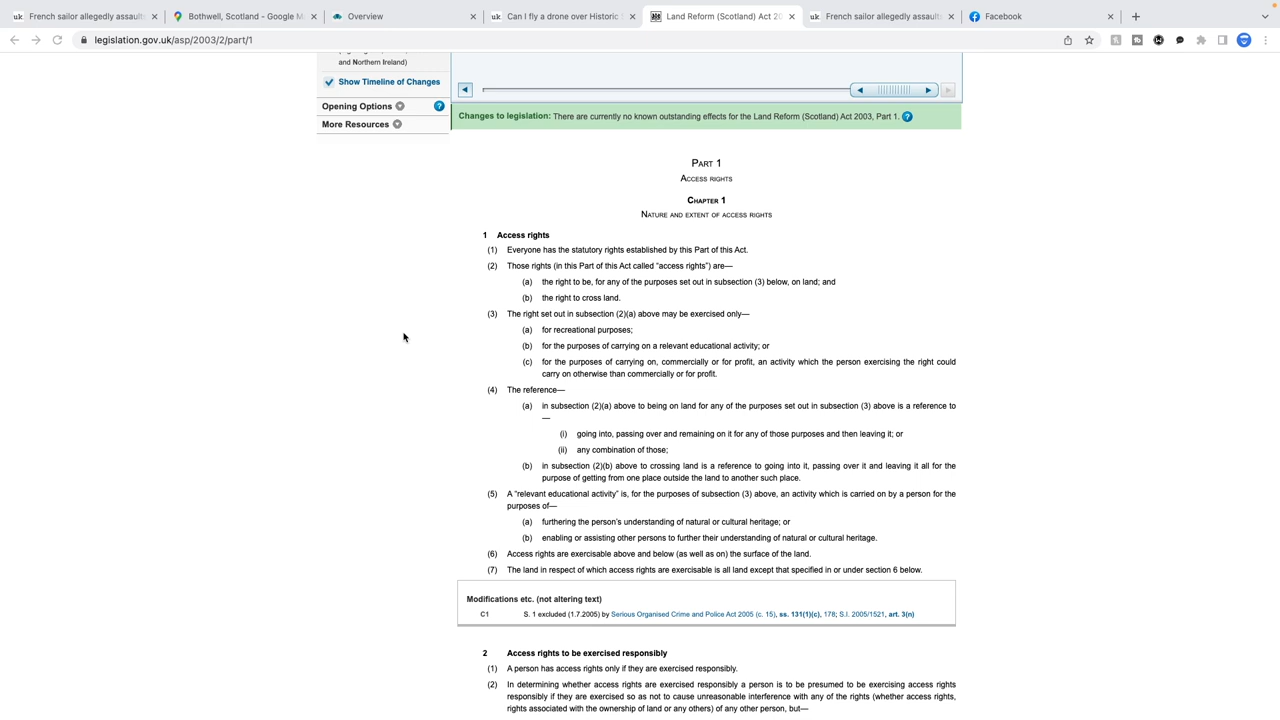 French sailor allegedly assault
Bothwell, Scotland - Google M
Overview
Can I fly a drone over Historic
Land Reform (Scotland) Act 20
French sailor allegedly assault
Facebook
legislation.gov.uk/asp/2003/2/part/1
and Northern Ireland)
Show Timeline of Changes
Opening Options
More Resources
Changes to legislation: There are currently no known outstanding effects for the Land Reform (Scotland) Act 2003, Part 1.
PART 1
ACCESS RIGHTS
CHAPTER 1
NATURE AND EXTENT OF ACCESS RIGHTS
1 Access rights
(1) Everyone has the statutory rights established by this Part of this Act.
(2) Those rights (in this Part of this Act called “access rights”) are—
(a) the right to be, for any of the purposes set out in subsection (3) below, on land; and
(b) the right to cross land.
(3) The right set out in subsection (2)(a) above may be exercised only—
(a) for recreational purposes;
(b) for the purposes of carrying on a relevant educational activity; or
(c) for the purposes of carrying on, commercially or for profit, an activity which the person exercising the right could
carry on otherwise than commercially or for profit.
(4) The reference—
(a) in subsection (2)(a) above to being on land for any of the purposes set out in subsection (3) above is a reference to
—
(i) going into, passing over and remaining on it for any of those purposes and then leaving it; or
(ii) any combination of those;
(b) in subsection (2)(b) above to crossing land is a reference to going into it, passing over it and leaving it all for the
purpose of getting from one place outside the land to another such place.
(5) A “relevant educational activity” is, for the purposes of subsection (3) above, an activity which is carried on by a person for the
purposes of—
(a) furthering the person’s understanding of natural or cultural heritage; or
(b) enabling or assisting other persons to further their understanding of natural or cultural heritage.
(6) Access rights are exercisable above and below (as well as on) the surface of the land.
(7) The land in respect of which access rights are exercisable is all land except that specified in or under section 6 below.
Modifications etc. (not altering text)
C1 S. 1 excluded (1.7.2005) by Serious Organised Crime and Police Act 2005 (c. 15), ss. 131(1)(c), 178; S.I. 2005/1521, art. 3(n)
2 Access rights to be exercised responsibly
(1) A person has access rights only if they are exercised responsibly.
(2) In determining whether access rights are exercised responsibly a person is to be presumed to be exercising access rights
responsibly if they are exercised so as not to cause unreasonable interference with any of the rights (whether access rights,
rights associated with the ownership of land or any others) of any other person, but—